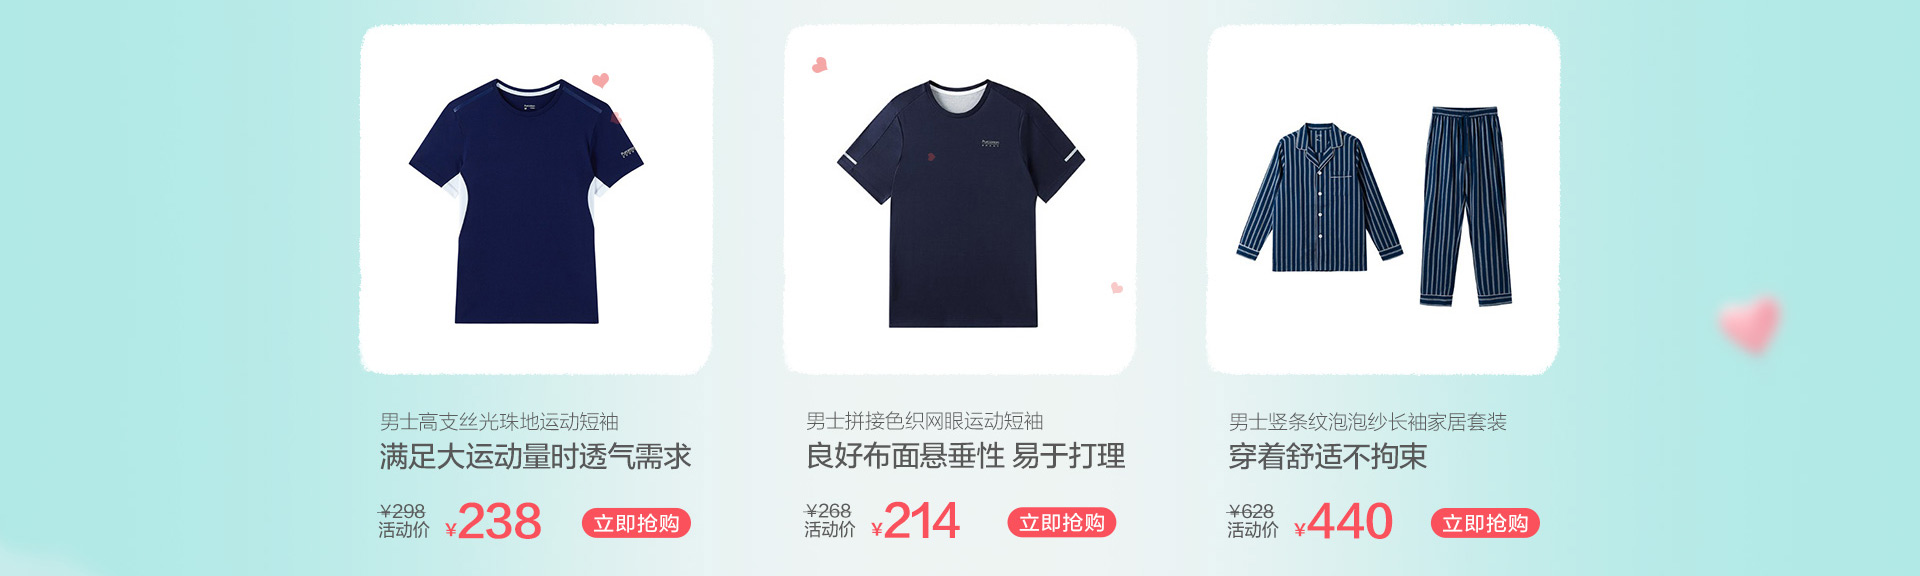 男士高支丝光珠地运动短袖
满足大运动量时透气需求
¥298
活动价 ¥238 立即抢购
男士拼接色织网眼运动短袖
良好布面悬垂性 易于打理
¥268
活动价 ¥214 立即抢购
男士竖条纹泡泡纱长袖家居套装
穿着舒适不拘束
¥628
活动价 ¥440 立即抢购